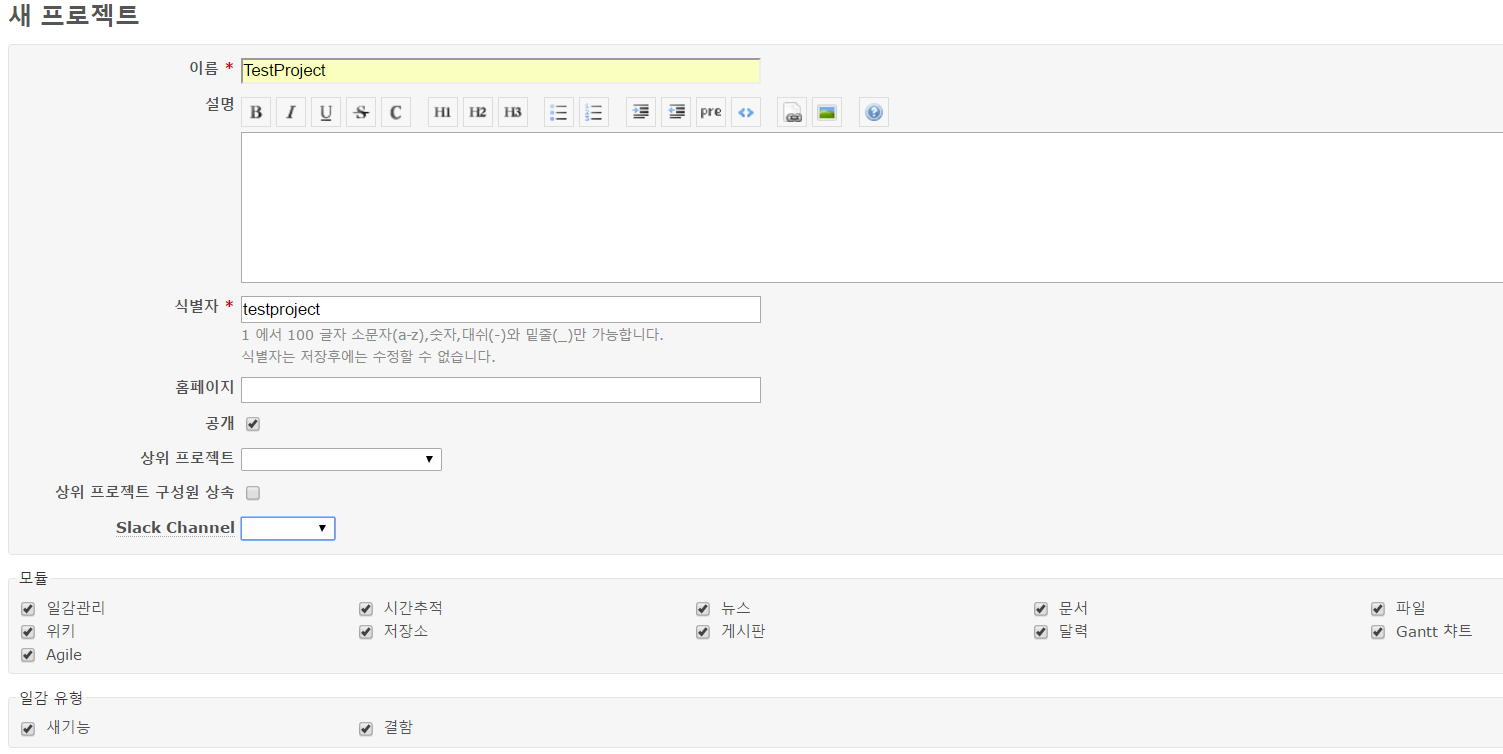 새 프로젝트
이름 * TestProject
설명 B I U S C H1 H2 H3 pre <>
식별자 * testproject
1 에서 100 글자 소문자(a-z),숫자,대쉬(-)와 밑줄(_)만 가능합니다.
식별자는 저장후에는 수정할 수 없습니다.
홈페이지
공개
상위 프로젝트
상위 프로젝트 구성원 상속
Slack Channel
모듈
일감관리 시간추적 뉴스 문서 파일
위키 저장소 게시판 달력 Gantt 챠트
Agile
일감 유형
새기능 결함